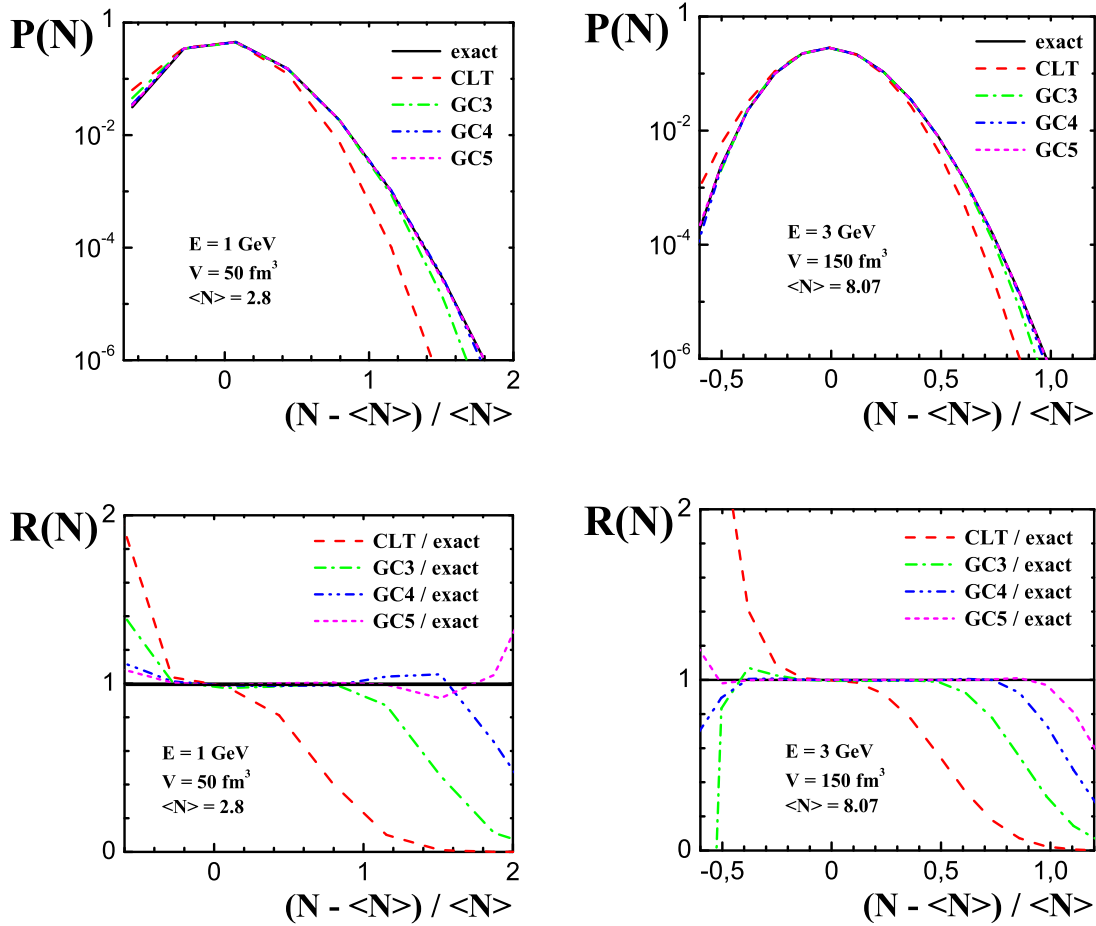 P(N)
1
10^-2
10^-4
10^-6
exact
CLT
GC3
GC4
GC5
E = 1 GeV
V = 50 fm^3
<N> = 2.8
0
1
2
(N - <N>) / <N>
P(N)
1
10^-2
10^-4
10^-6
exact
CLT
GC3
GC4
GC5
E = 3 GeV
V = 150 fm^3
<N> = 8.07
-0,5
0
0,5
1,0
(N - <N>) / <N>
R(N)
2
1
0
CLT / exact
GC3 / exact
GC4 / exact
GC5 / exact
E = 1 GeV
V = 50 fm^3
<N> = 2.8
0
1
2
(N - <N>) / <N>
R(N)
2
1
0
CLT / exact
GC3 / exact
GC4 / exact
GC5 / exact
E = 3 GeV
V = 150 fm^3
<N> = 8.07
-0,5
0
0,5
1,0
(N - <N>) / <N>